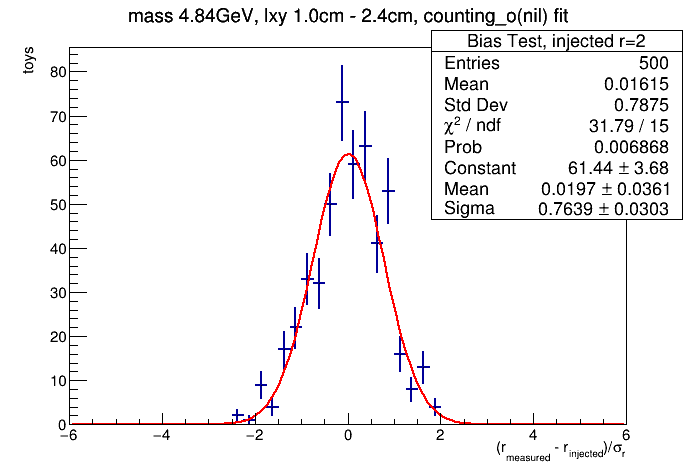 mass 4.84GeV, lxy 1.0cm - 2.4cm, counting_o(nil) fit
Bias Test, injected r=2
Entries 500
Mean 0.01615
Std Dev 0.7875
χ² / ndf 31.79 / 15
Prob 0.006868
Constant 61.44 ± 3.68
Mean 0.0197 ± 0.0361
Sigma 0.7639 ± 0.0303
toys
80
70
60
50
40
30
20
10
0
−6 −4 −2 0 2 4 6
(r_measured - r_injected)/σ_r